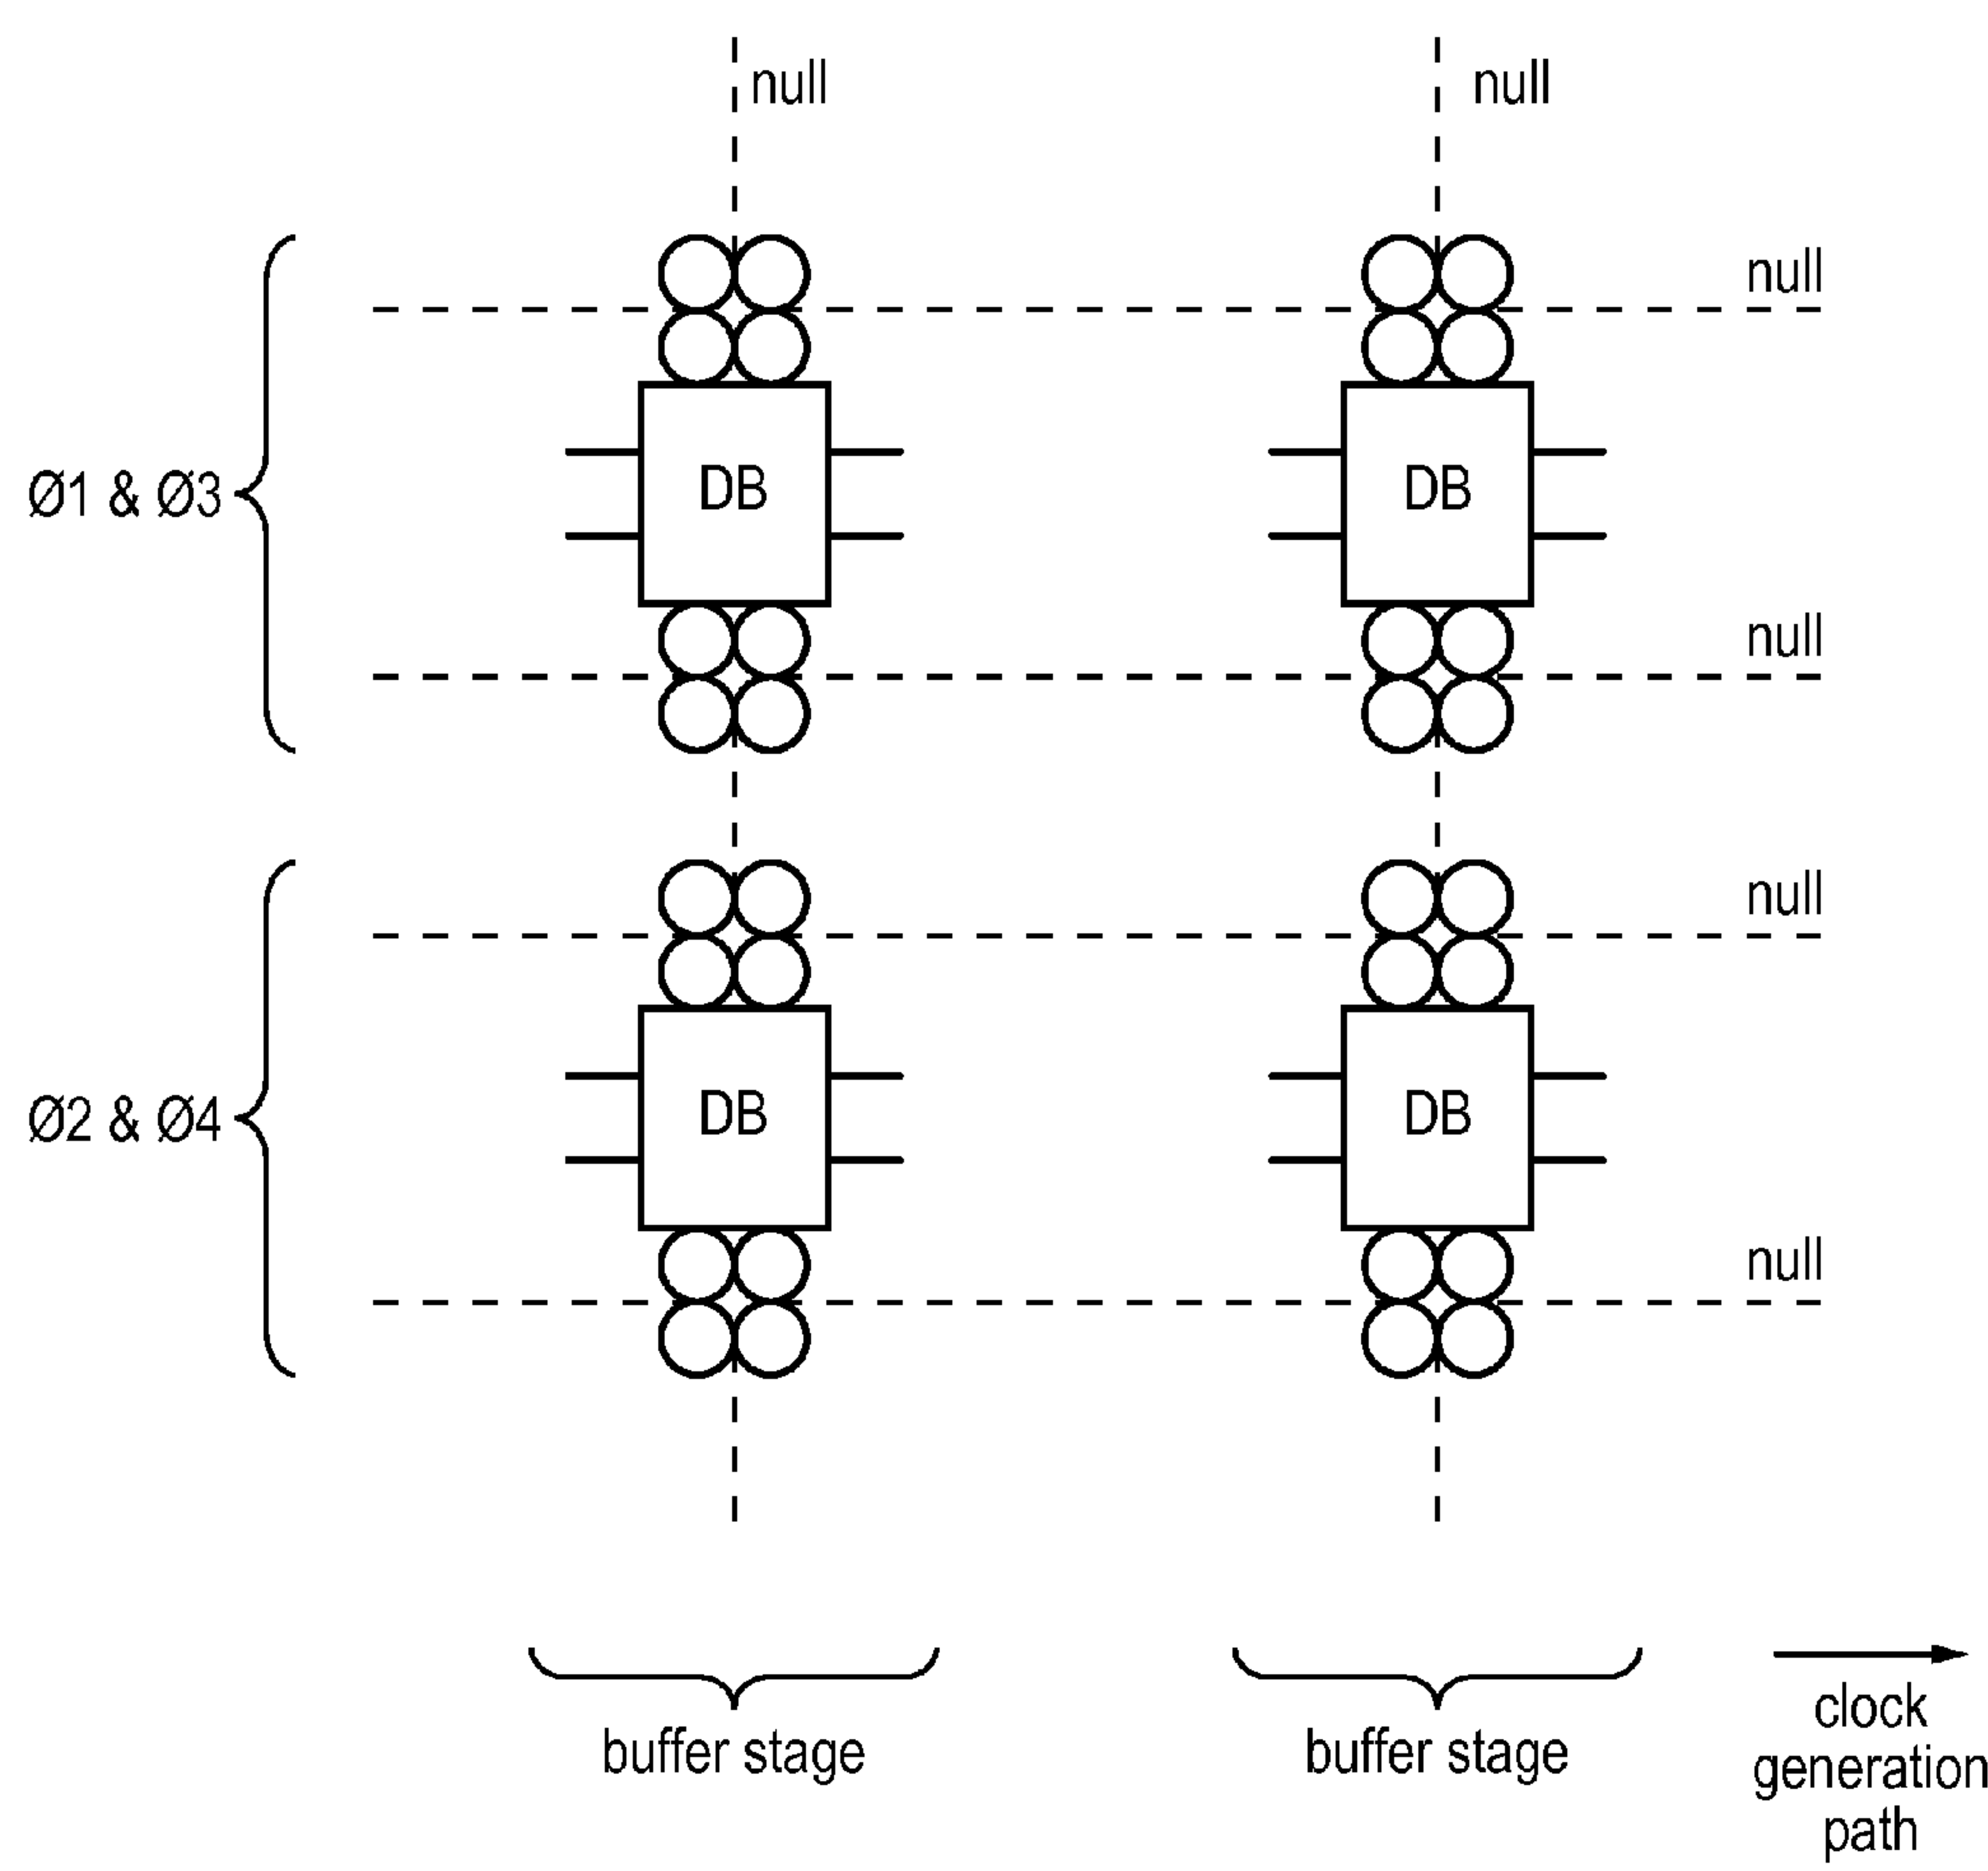 null null
null
Ø1 & Ø3 DB DB
null
null
Ø2 & Ø4 DB DB
null
buffer stage buffer stage
clock
generation
path